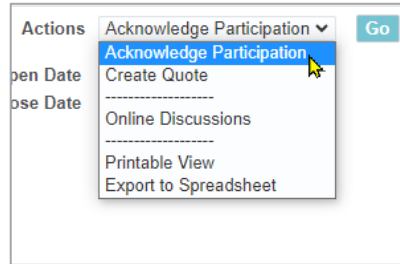 Actions Acknowledge Participation Go
Acknowledge Participation
pen Date Create Quote
ose Date -------------------
Online Discussions
-------------------
Printable View
Export to Spreadsheet